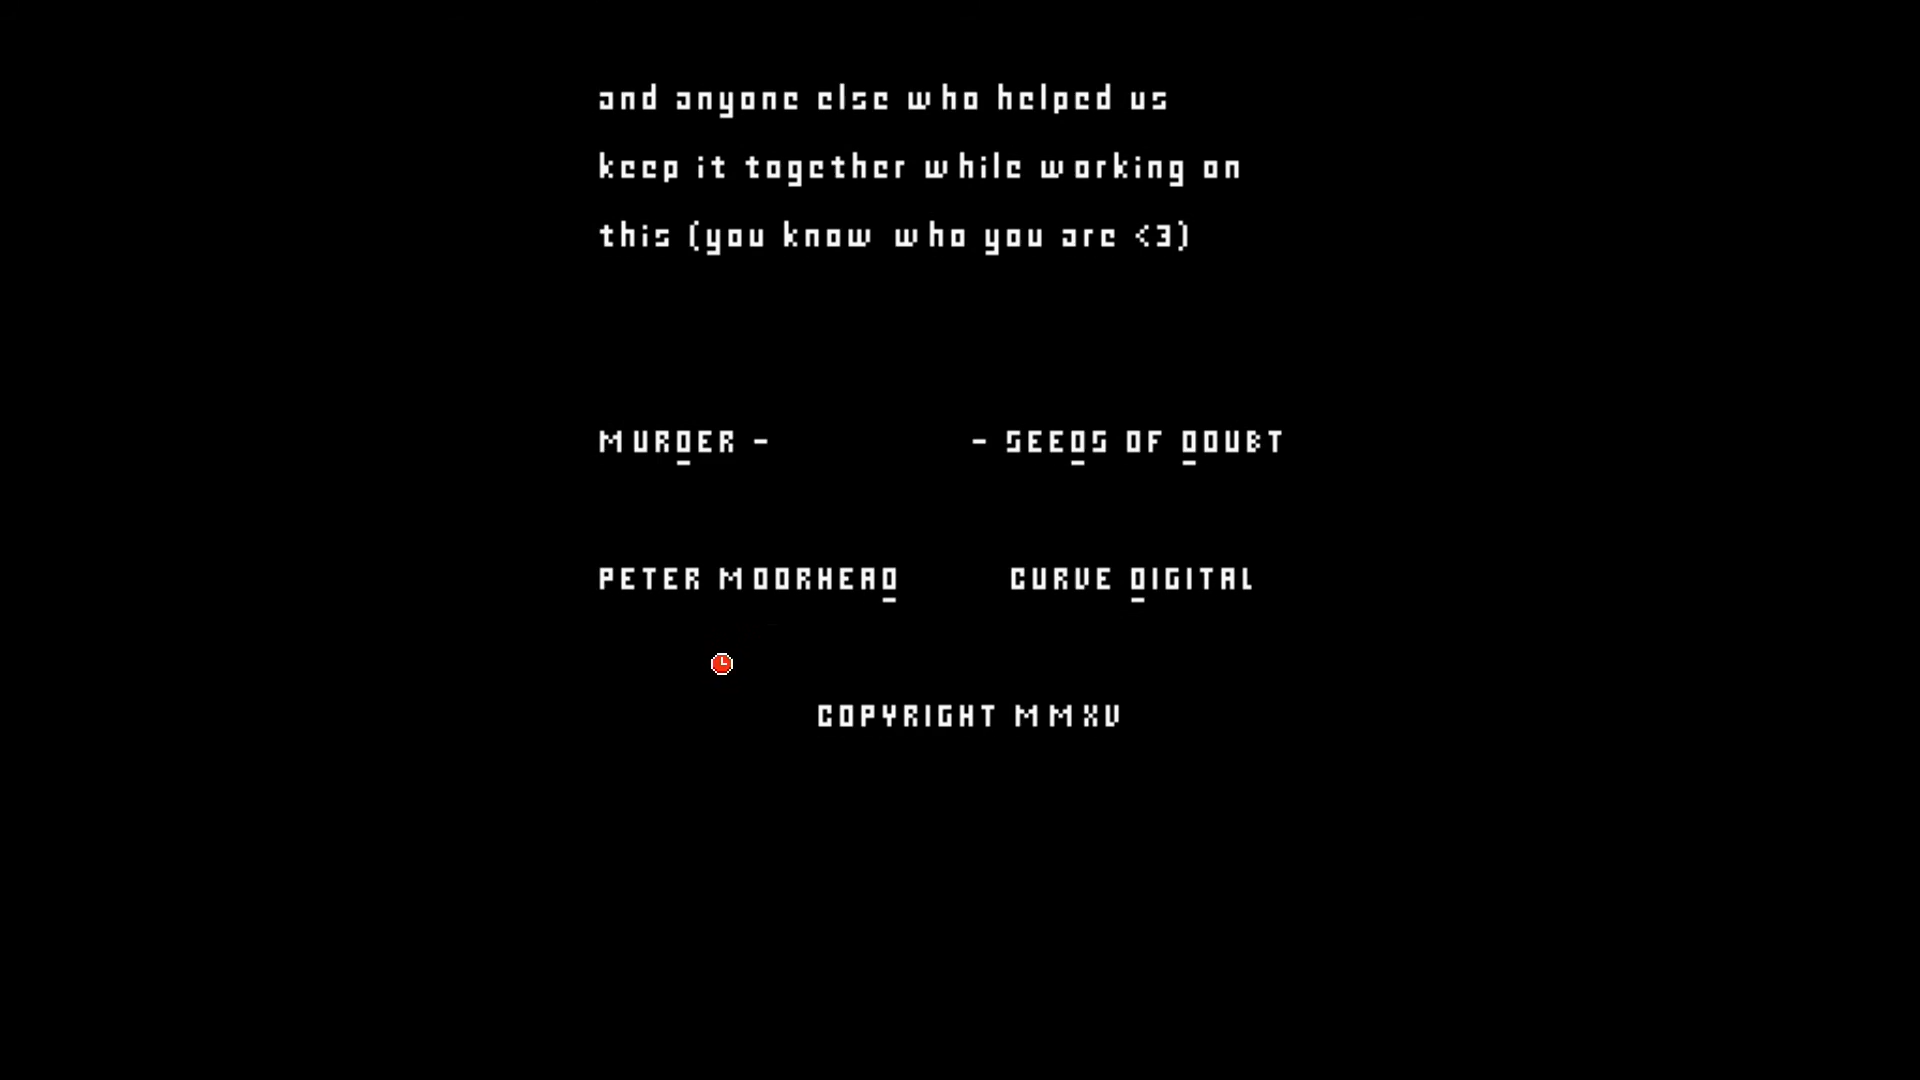 and anyone else who helped us
keep it together while working on
this (you know who you are <3)
MURDER - - SEEDS OF DOUBT
PETER MOORHEAD CURVE DIGITAL
COPYRIGHT MMXV